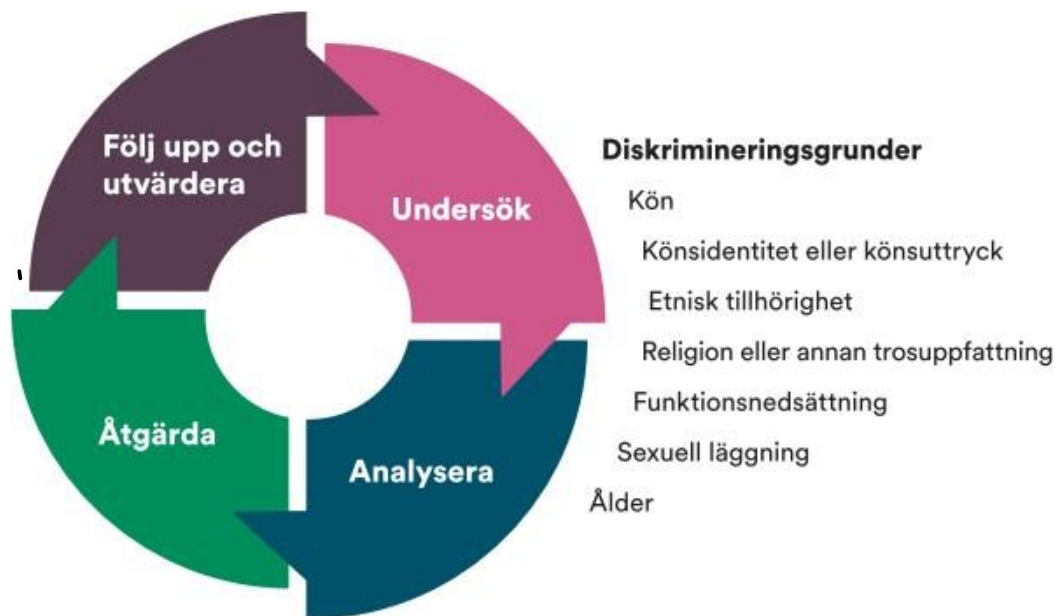 Följ upp och
utvärdera
Undersök
Åtgärda
Analysera
Diskrimineringsgrunder
Kön
Könsidentitet eller könsuttryck
Etnisk tillhörighet
Religion eller annan trosuppfattning
Funktionsnedsättning
Sexuell läggning
Ålder